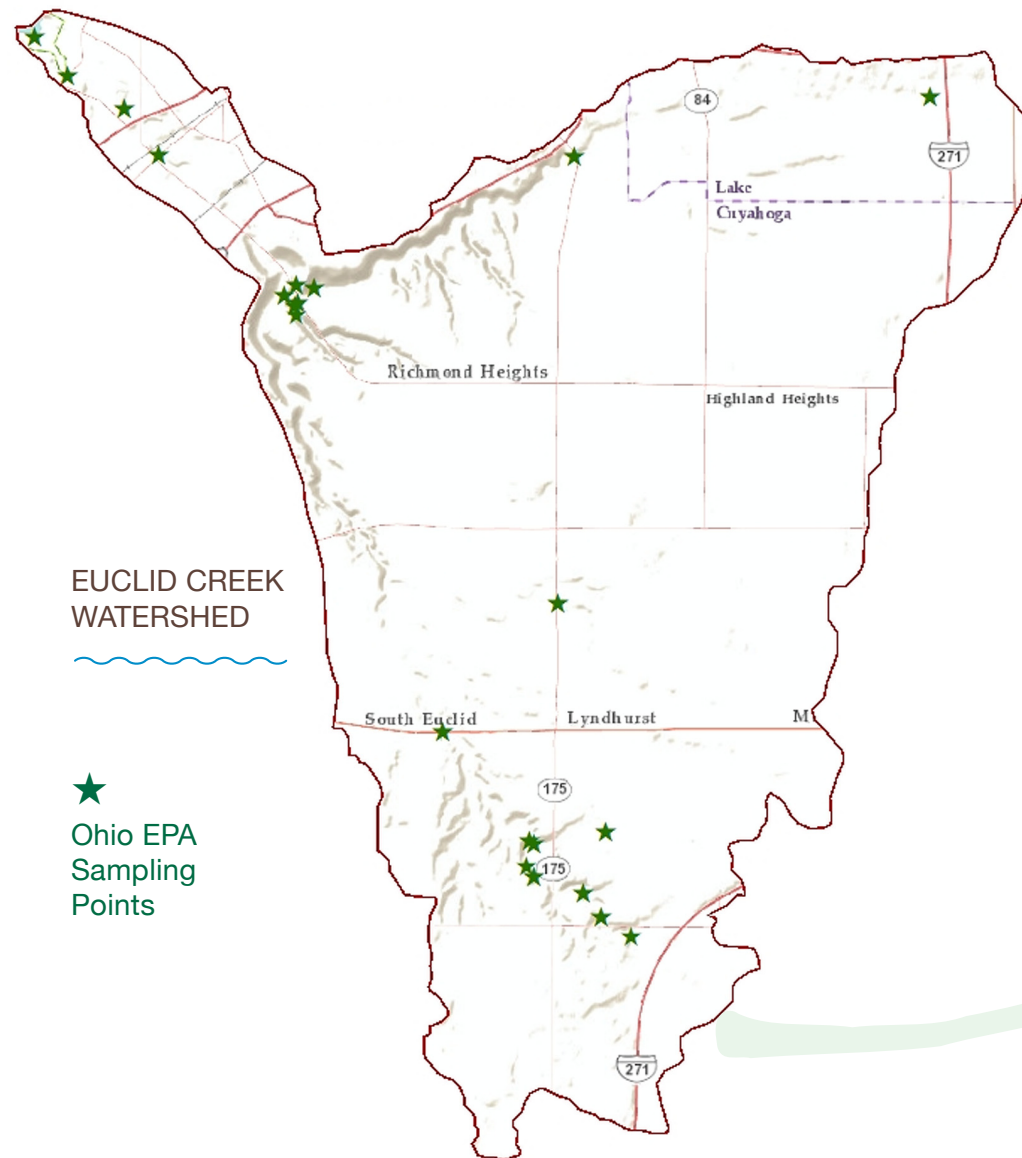 84
271
Lake
Cuyahoga
Richmond Heights
Highland Heights
EUCLID CREEK
WATERSHED
South Euclid
Lyndhurst
M
175
Ohio EPA
Sampling
Points
175
271